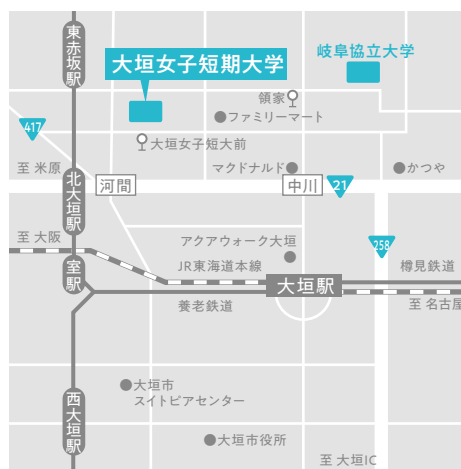 東赤坂駅
大垣女子短期大学
岐阜協立大学
領家
ファミリーマート
417
大垣女子短大前
至 米原
マクドナルド
かつや
北大垣駅
河間
中川
21
至 大阪
アクアウォーク大垣
258
室駅
JR東海道本線
樽見鉄道
大垣駅
養老鉄道
至 名古屋
大垣市
スイトピアセンター
西大垣駅
大垣市役所
至 大垣IC